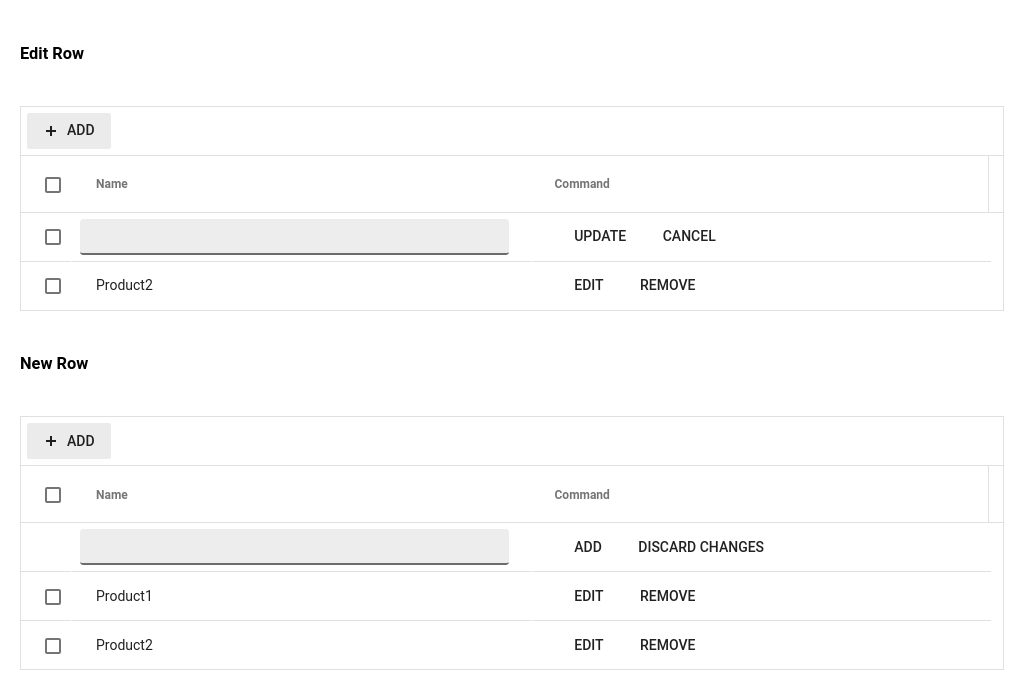 Edit Row
ADD
Name Command
UPDATE CANCEL
Product2 EDIT REMOVE
New Row
ADD
Name Command
ADD DISCARD CHANGES
Product1 EDIT REMOVE
Product2 EDIT REMOVE